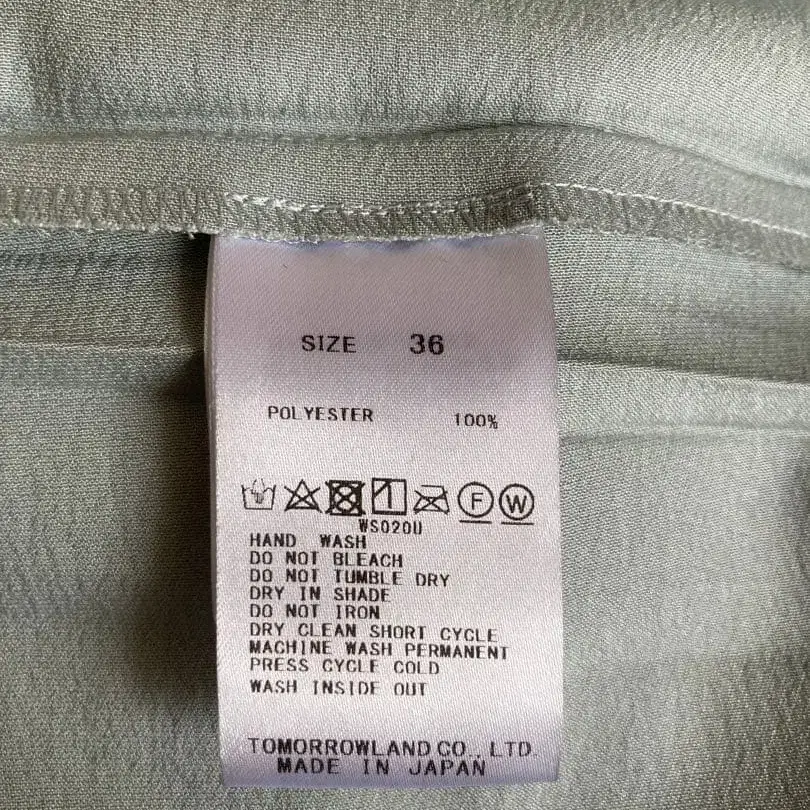 SIZE 36
POLYESTER 100%
F W
WS020U
HAND WASH
DO NOT BLEACH
DO NOT TUMBLE DRY
DRY IN SHADE
DO NOT IRON
DRY CLEAN SHORT CYCLE
MACHINE WASH PERMANENT
PRESS CYCLE COLD
WASH INSIDE OUT
TOMORROWLAND CO., LTD.
MADE IN JAPAN